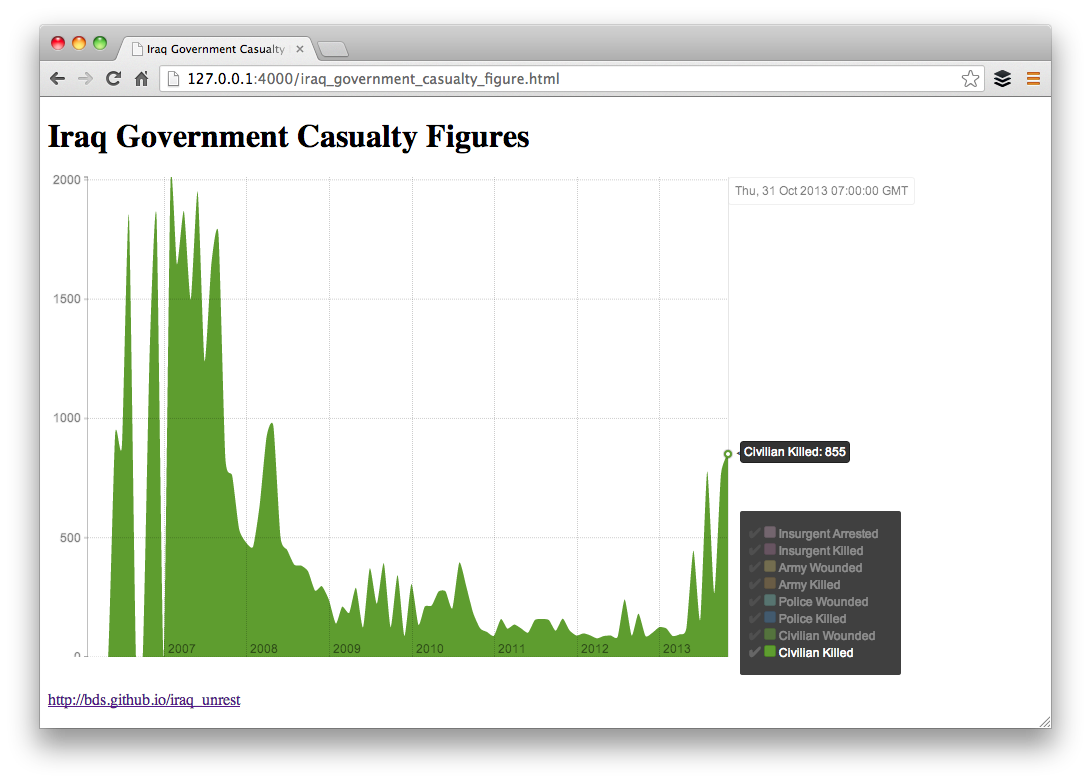 Iraq Government Casualty
127.0.0.1:4000/iraq_government_casualty_figure.html
Iraq Government Casualty Figures
2000
Thu, 31 Oct 2013 07:00:00 GMT
1500
1000
Civilian Killed: 855
500
Insurgent Arrested
Insurgent Killed
Army Wounded
Army Killed
Police Wounded
Police Killed
Civilian Wounded
Civilian Killed
0
2007 2008 2009 2010 2011 2012 2013
http://bds.github.io/iraq_unrest